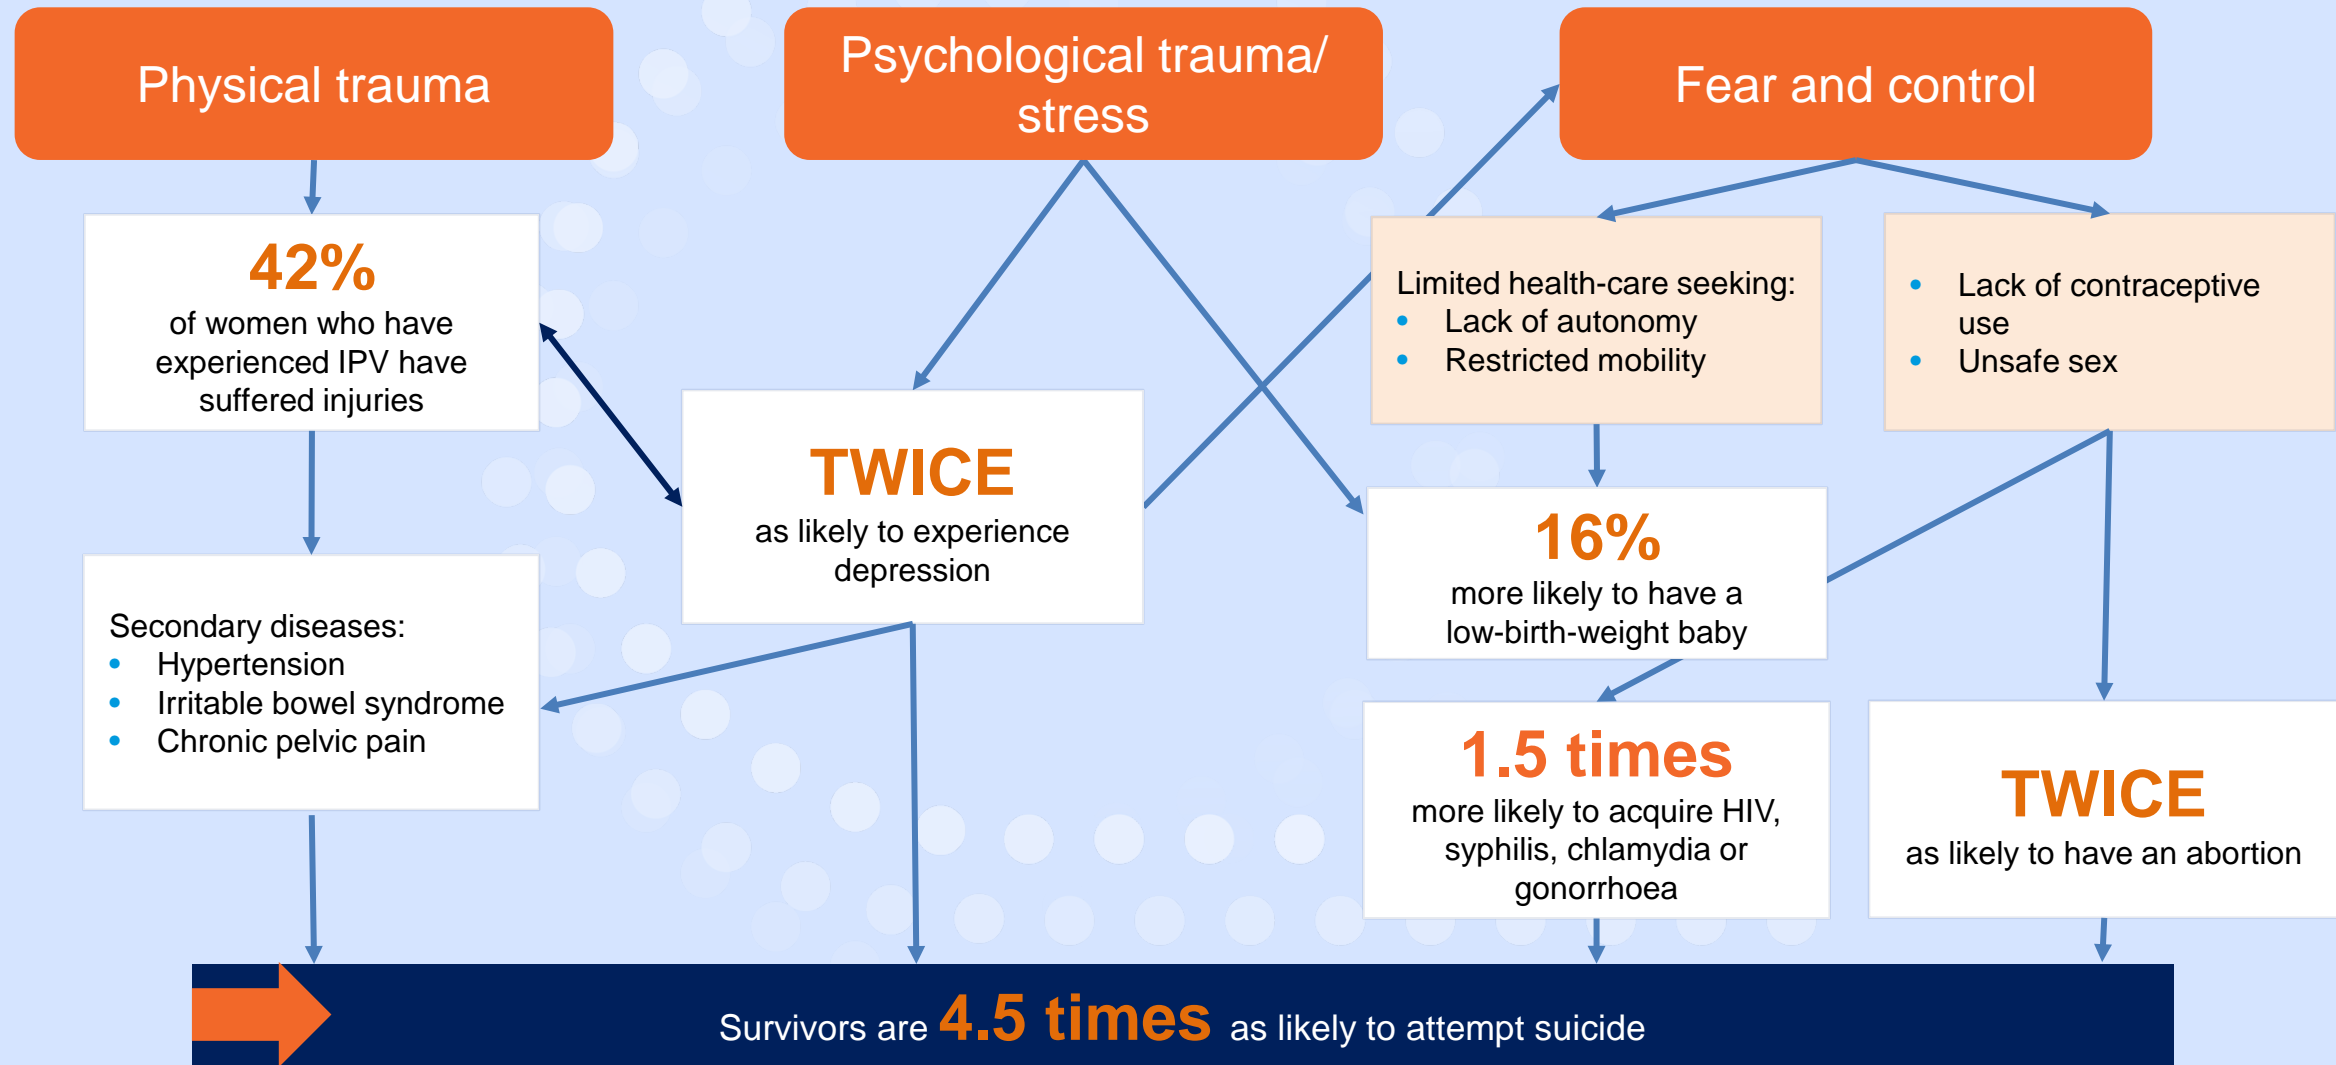 Physical trauma
Psychological trauma/
stress
Fear and control
42%
of women who have
experienced IPV have
suffered injuries
Limited health-care seeking:
• Lack of autonomy
• Restricted mobility
• Lack of contraceptive
use
• Unsafe sex
TWICE
as likely to experience
depression
16%
more likely to have a
low-birth-weight baby
Secondary diseases:
• Hypertension
• Irritable bowel syndrome
• Chronic pelvic pain
1.5 times
more likely to acquire HIV,
syphilis, chlamydia or
gonorrhoea
TWICE
as likely to have an abortion
Survivors are 4.5 times as likely to attempt suicide